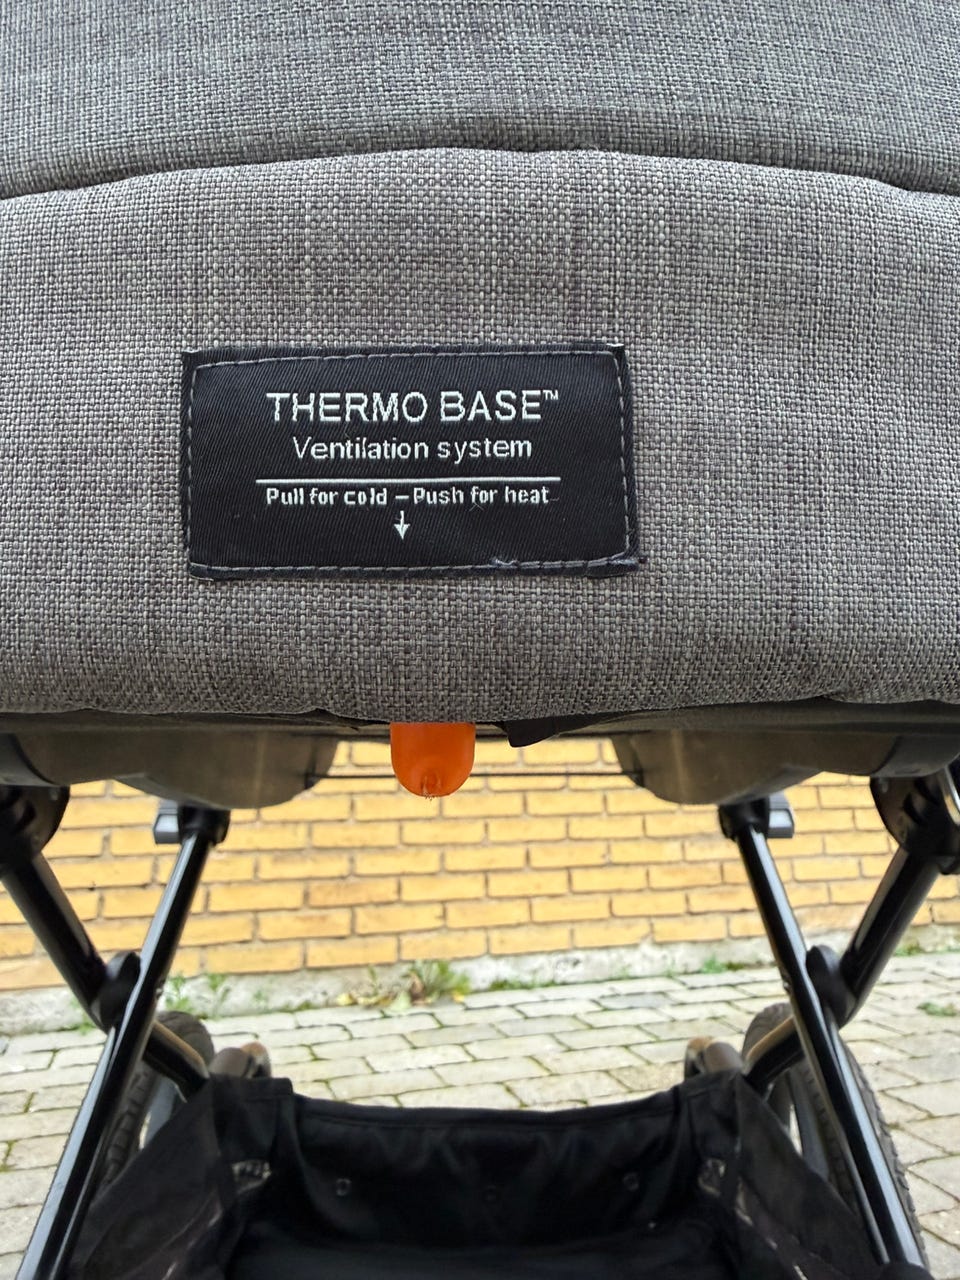 THERMO BASE™
Ventilation system
Pull for cold – Push for heat